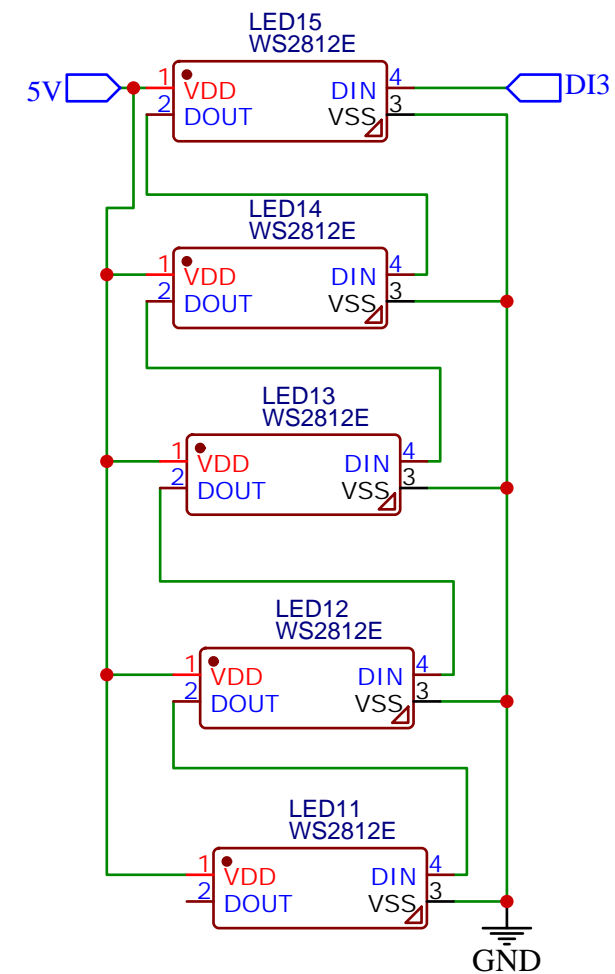 LED15
WS2812E
5V
1
VDD
DIN
4
DI3
2
DOUT
VSS
3
LED14
WS2812E
1
VDD
DIN
4
2
DOUT
VSS
3
LED13
WS2812E
1
VDD
DIN
4
2
DOUT
VSS
3
LED12
WS2812E
1
VDD
DIN
4
2
DOUT
VSS
3
LED11
WS2812E
1
VDD
DIN
4
2
DOUT
VSS
3
GND